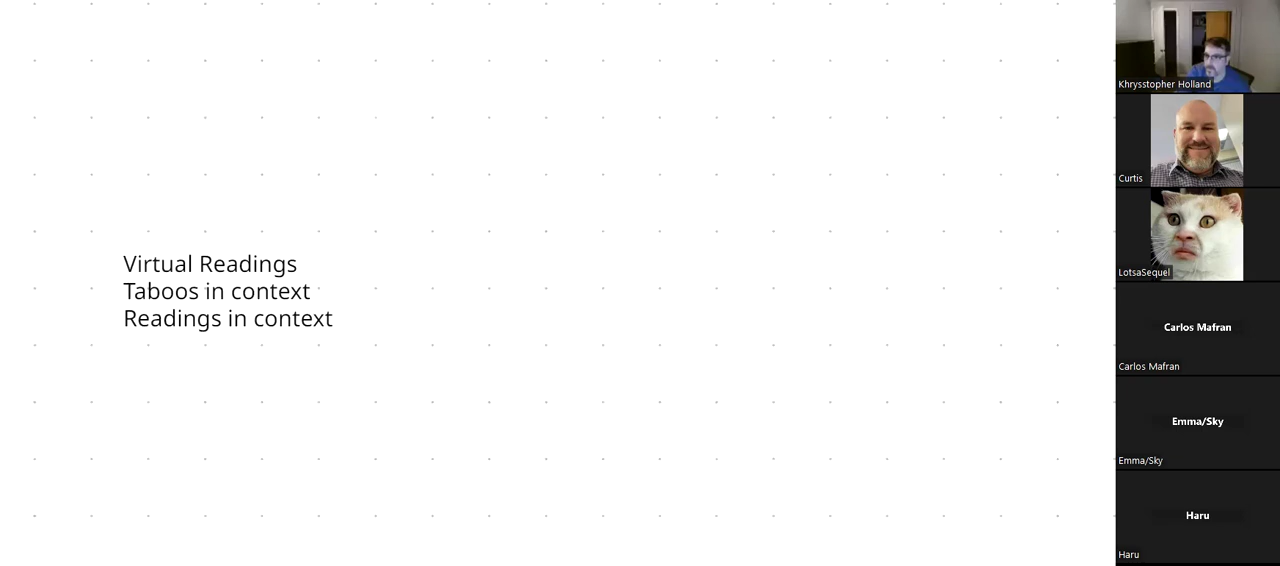 Virtual Readings
Taboos in context
Readings in context
Khrysstopher Holland
Curtis
LotsaSequel
Carlos Mafran
Carlos Mafran
Emma/Sky
Emma/Sky
Haru
Haru